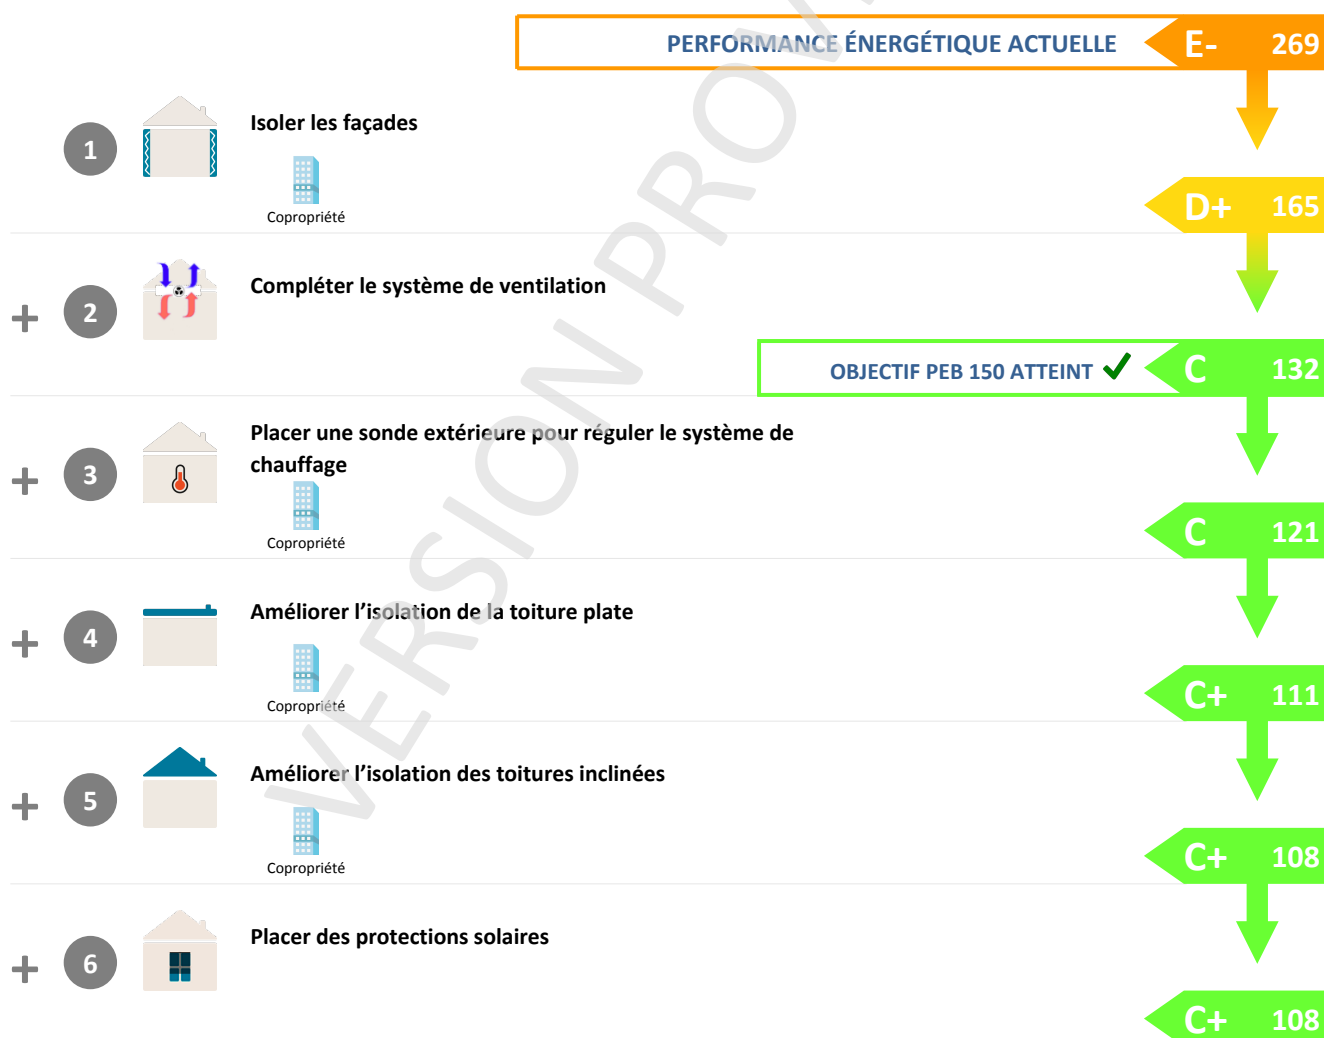 PERFORMANCE ÉNERGÉTIQUE ACTUELLE E- 269
1 Isoler les façades
Copropriété
D+ 165
+ 2 Compléter le système de ventilation
OBJECTIF PEB 150 ATTEINT C 132
Placer une sonde extérieure pour réguler le système de
+ 3 chauffage
Copropriété
C 121
+ 4 Améliorer l’isolation de la toiture plate
Copropriété
C+ 111
+ 5 Améliorer l’isolation des toitures inclinées
Copropriété
C+ 108
+ 6 Placer des protections solaires
C+ 108
VERSION PROV